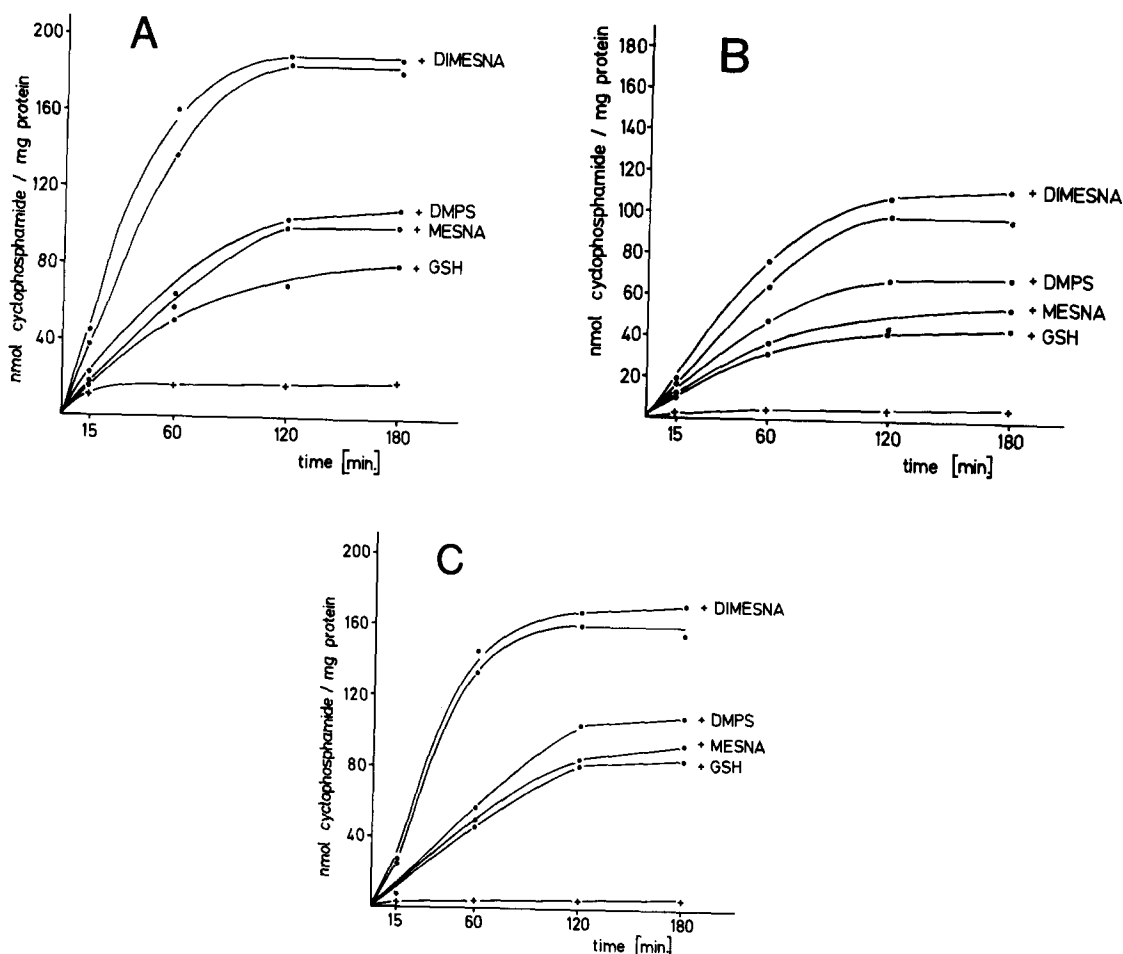 A
nmol cyclophosphamide / mg protein
200
160
120
80
40
+ DIMESNA
+ DMPS
+ MESNA
+ GSH
15 60 120 180
time [min.]
B
nmol cyclophosphamide / mg protein
180
160
140
120
100
80
60
40
20
+ DIMESNA
+ DMPS
+ MESNA
+ GSH
15 60 120 180
time [min.]
C
nmol cyclophosphamide / mg protein
200
160
120
80
40
+ DIMESNA
+ DMPS
+ MESNA
+ GSH
15 60 120 180
time [min.]